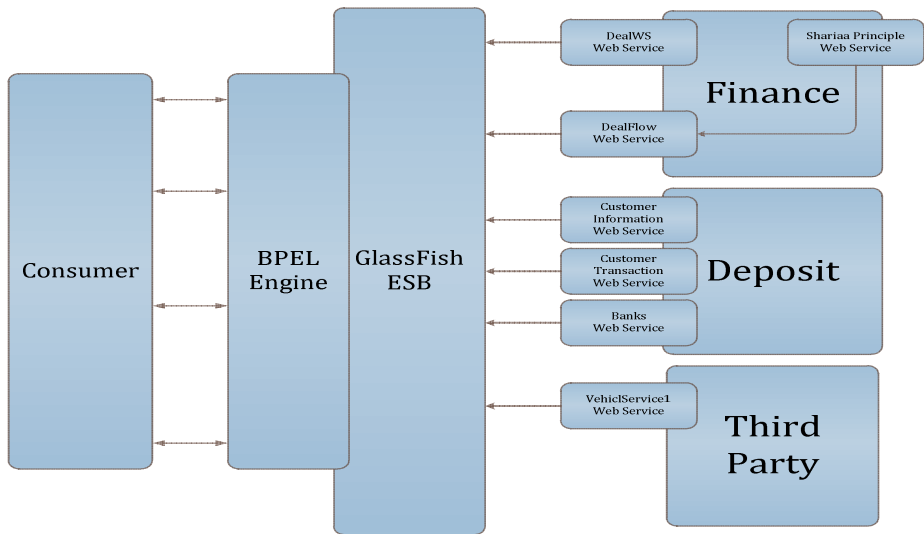 DealWS
Web Service
Shariaa Principle
Web Service
Finance
DealFlow
Web Service
Customer
Information
Web Service
Customer
Transaction
Web Service
Banks
Web Service
Deposit
VehiclService1
Web Service
Third
Party
Consumer
BPEL
Engine
GlassFish
ESB